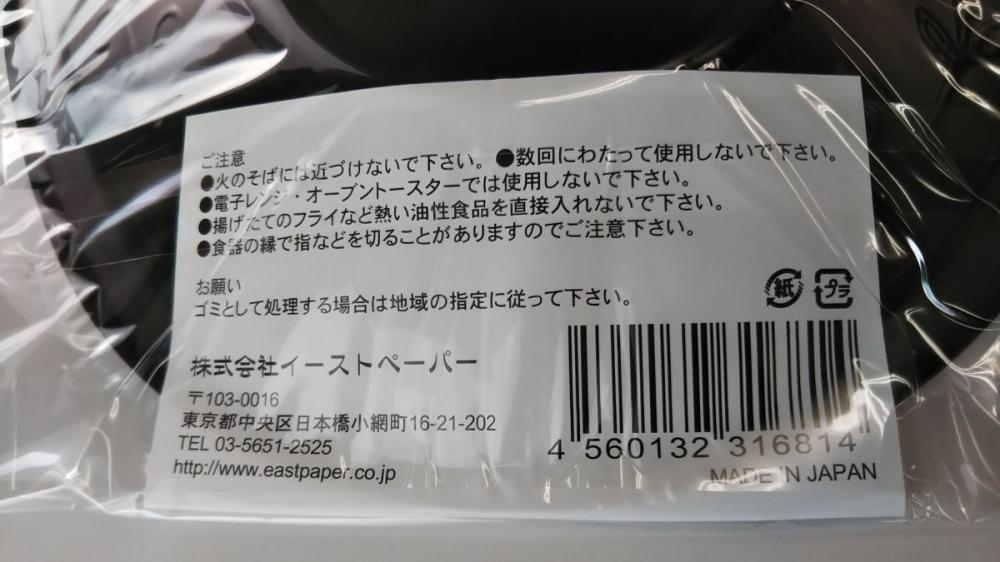 ご注意
●火のそばには近づけないで下さい。 ●数回にわたって使用しないで下さい。
●電子レンジ・オーブントースターでは使用しないで下さい。
●揚げたてのフライなど熱い油性食品を直接入れないで下さい。
●食器の縁で指などを切ることがありますのでご注意下さい。
お願い
ゴミとして処理する場合は地域の指定に従って下さい。
紙 プラ
株式会社イーストペーパー
〒103-0016
東京都中央区日本橋小網町16-21-202
TEL 03-5651-2525
http://www.eastpaper.co.jp
4 560132 316814
MADE IN JAPAN